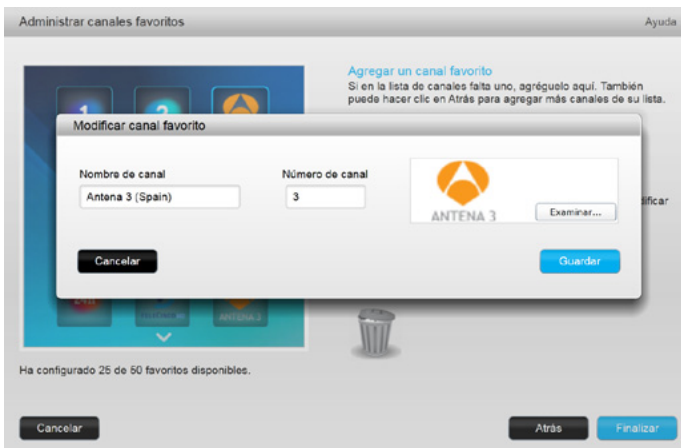 Administrar canales favoritos
Ayuda
Agregar un canal favorito
Si en la lista de canales falta uno, agréguelo aquí. También
puede hacer clic en Atrás para agregar más canales de su lista.
Modificar canal favorito
Nombre de canal
Número de canal
Antena 3 (Spain)
3
ANTENA 3
Examinar...
Cancelar
Guardar
24h
ANTENA 3
Ha configurado 25 de 50 favoritos disponibles.
Cancelar
Atrás
Finalizar